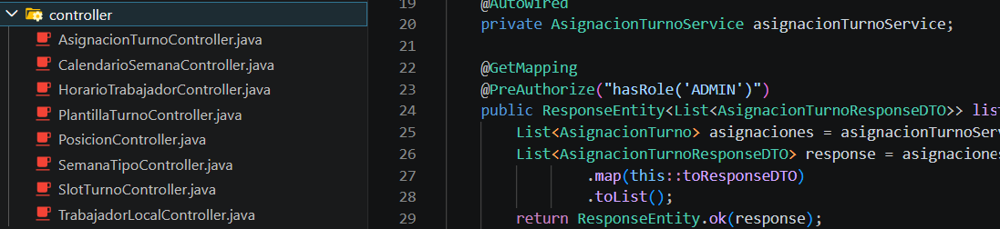 controller
AsignacionTurnoController.java
CalendarioSemanaController.java
HorarioTrabajadorController.java
PlantillaTurnoController.java
PosicionController.java
SemanaTipoController.java
SlotTurnoController.java
TrabajadorLocalController.java
19 @Autowired
20 private AsignacionTurnoService asignacionTurnoService;
21
22 @GetMapping
23 @PreAuthorize("hasRole('ADMIN')")
24 public ResponseEntity<List<AsignacionTurnoResponseDTO>> list
25 List<AsignacionTurno> asignaciones = asignacionTurnoServ
26 List<AsignacionTurnoResponseDTO> response = asignaciones
27 .map(this::toResponseDTO)
28 .toList();
29 return ResponseEntity.ok(response);